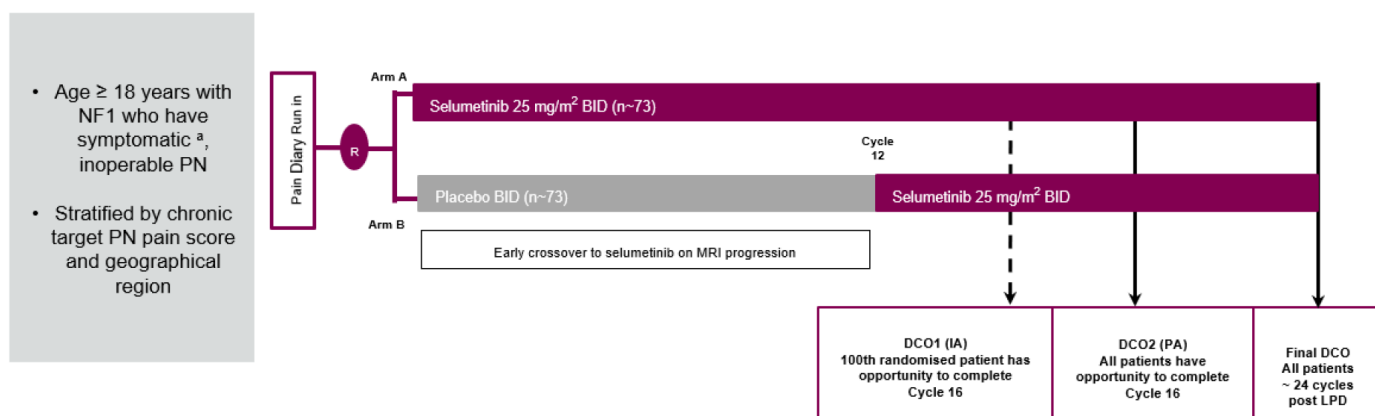 • Age ≥ 18 years with
NF1 who have
symptomatic ª,
inoperable PN
• Stratified by chronic
target PN pain score
and geographical
region
Pain Diary Run in
R
Arm A
Selumetinib 25 mg/m² BID (n~73)
Cycle
12
Placebo BID (n~73)
Selumetinib 25 mg/m² BID
Arm B
Early crossover to selumetinib on MRI progression
DCO1 (IA)
100th randomised patient has
opportunity to complete
Cycle 16
DCO2 (PA)
All patients have
opportunity to complete
Cycle 16
Final DCO
All patients
~ 24 cycles
post LPD